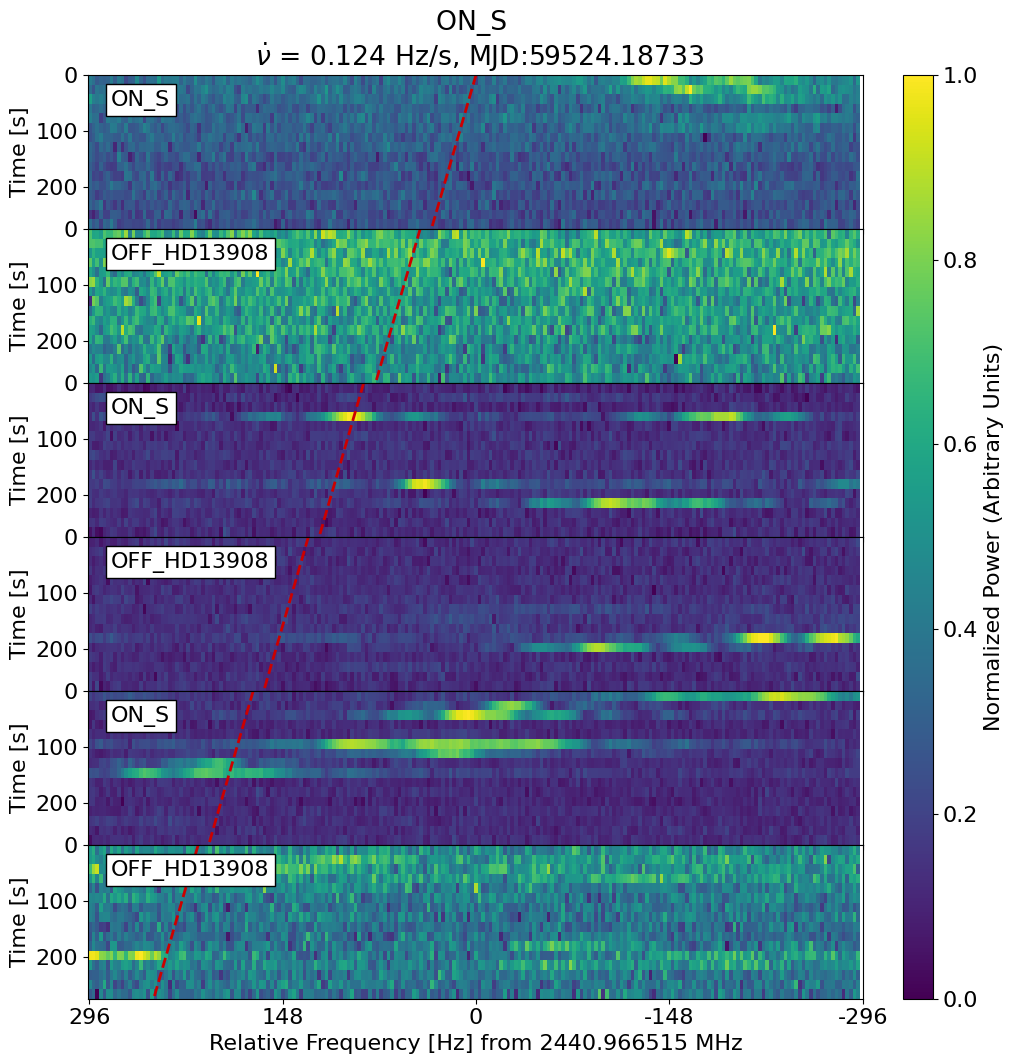 ON_S
ν̇ = 0.124 Hz/s, MJD:59524.18733
0
100
200
Time [s]
ON_S
0
100
200
Time [s]
OFF_HD13908
0
100
200
Time [s]
ON_S
0
100
200
Time [s]
OFF_HD13908
0
100
200
Time [s]
ON_S
0
100
200
Time [s]
OFF_HD13908
296 148 0 -148 -296
Relative Frequency [Hz] from 2440.966515 MHz
1.0
0.8
0.6
0.4
0.2
0.0
Normalized Power (Arbitrary Units)